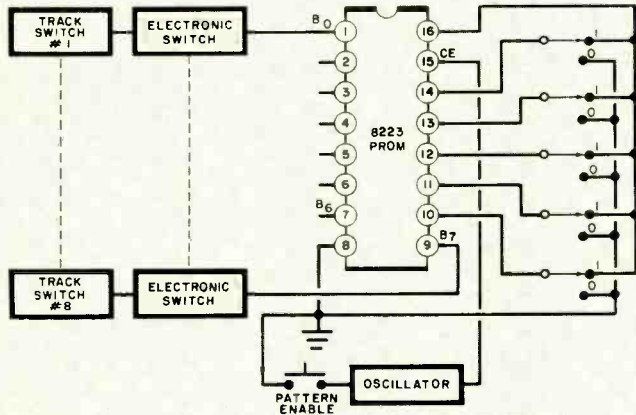 TRACK
SWITCH
#1
ELECTRONIC
SWITCH
B0
1
2
3
4
5
6
B6
7
8
8223
PROM
16
CE
15
14
13
12
11
10
B7
9
1
0
1
0
1
0
1
0
1
0
TRACK
SWITCH
#8
ELECTRONIC
SWITCH
PATTERN
ENABLE
OSCILLATOR